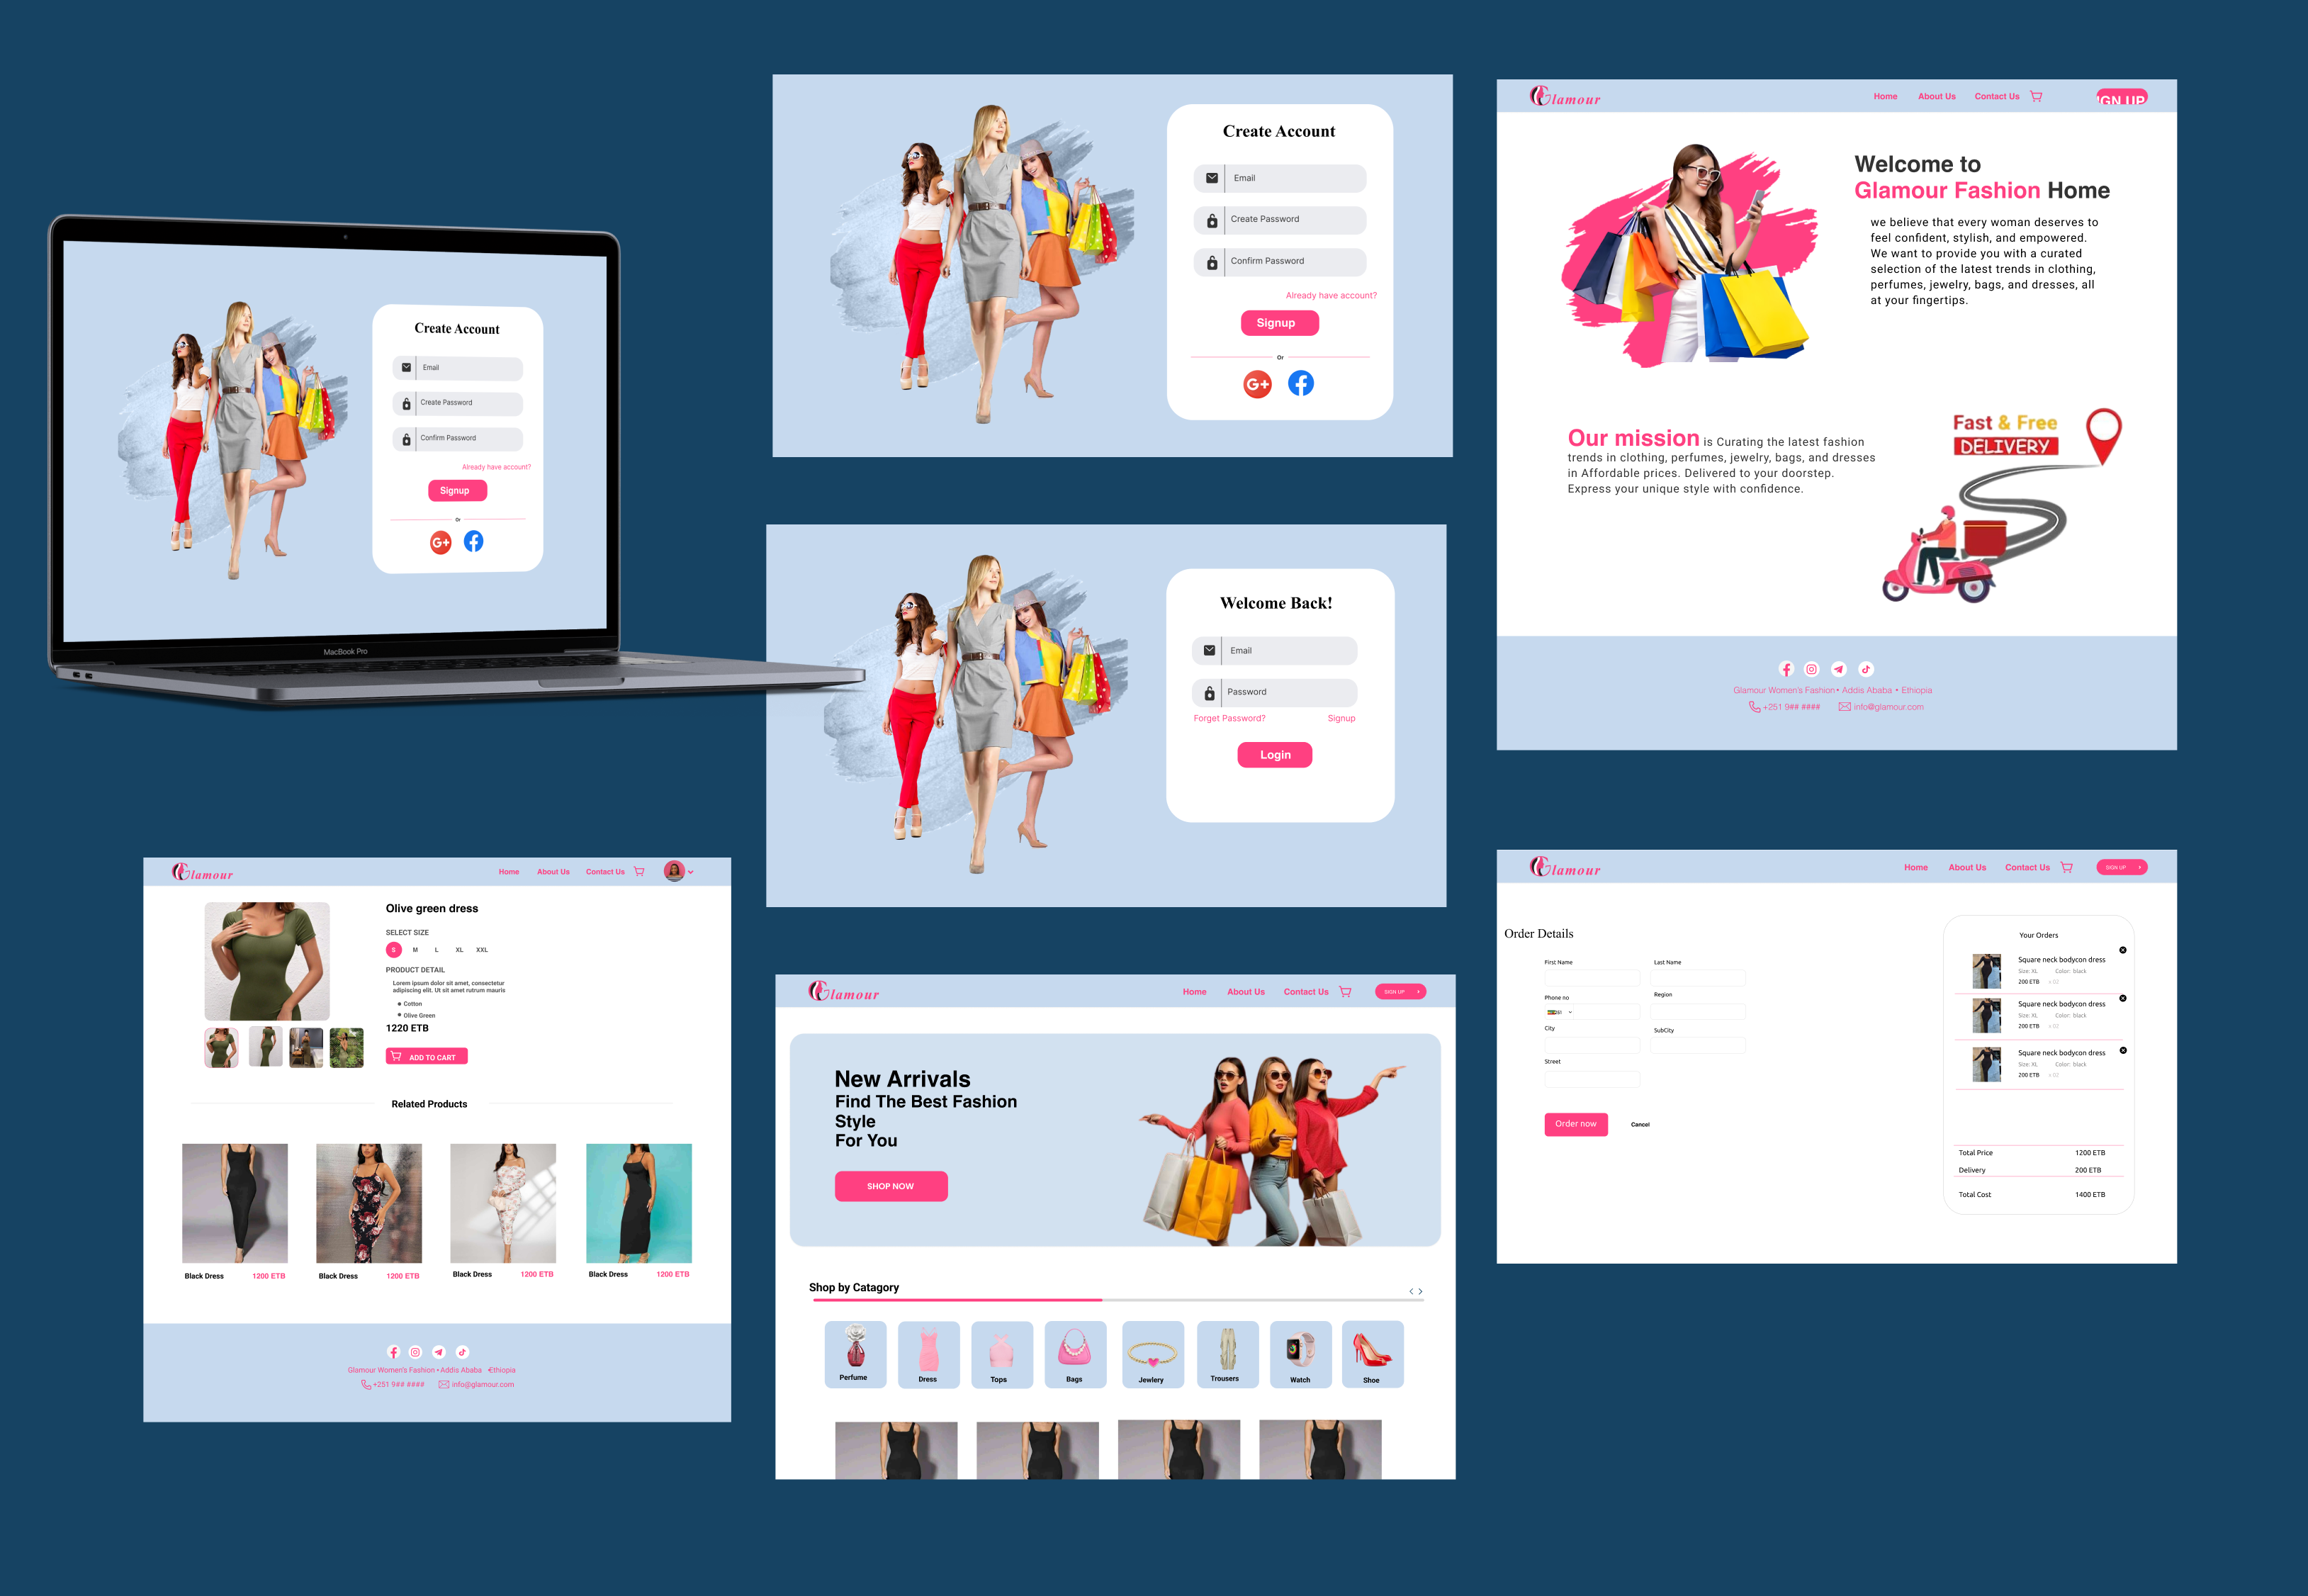 Create Account
Email
Create Password
Confirm Password
Already have account?
Signup
Or
G+
MacBook Pro
Create Account
Email
Create Password
Confirm Password
Already have account?
Signup
Or
G+
Welcome Back!
Email
Password
Forget Password? Signup
Login
Glamour
Home About Us Contact Us
IGN UP
Welcome to
Glamour Fashion Home
we believe that every woman deserves to
feel confident, stylish, and empowered.
We want to provide you with a curated
selection of the latest trends in clothing,
perfumes, jewelry, bags, and dresses, all
at your fingertips.
Our mission is Curating the latest fashion
trends in clothing, perfumes, jewelry, bags, and dresses
in Affordable prices. Delivered to your doorstep.
Express your unique style with confidence.
Fast & Free
DELIVERY
Glamour Women's Fashion • Addis Ababa • Ethiopia
+251 9## #### info@glamour.com
Glamour
Home About Us Contact Us
Olive green dress
SELECT SIZE
S M L XL XXL
PRODUCT DETAIL
Lorem ipsum dolor sit amet, consectetur
adipiscing elit. Ut sit amet rutrum mauris
• Cotton
• Olive Green
1220 ETB
ADD TO CART
Related Products
Black Dress 1200 ETB
Black Dress 1200 ETB
Black Dress 1200 ETB
Black Dress 1200 ETB
Glamour Women's Fashion • Addis Ababa •Ethiopia
+251 9## #### info@glamour.com
Glamour
Home About Us Contact Us
SIGN UP
New Arrivals
Find The Best Fashion
Style
For You
SHOP NOW
Shop by Catagory
< >
Perfume
Dress
Tops
Bags
Jewlery
Trousers
Watch
Shoe
Glamour
Home About Us Contact Us
SIGN UP
Order Details
First Name Last Name
Phone no Region
City SubCity
Street
Order now Cancel
Your Orders
Square neck bodycon dress
Size: XL Color: black
200 ETB
Square neck bodycon dress
Size: XL Color: black
200 ETB
Square neck bodycon dress
Size: XL Color: black
200 ETB
Total Price 1200 ETB
Delivery 200 ETB
Total Cost 1400 ETB